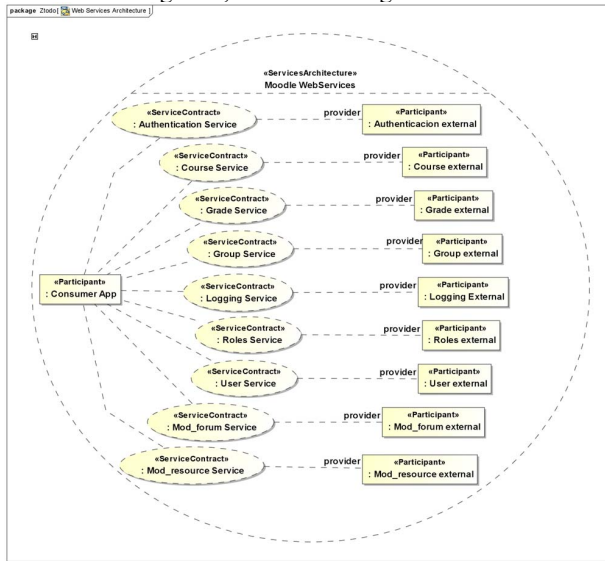 package Ztodo [ Web Services Architecture ]
«ServicesArchitecture»
Moodle WebServices
«ServiceContract»
: Authentication Service
provider
«Participant»
: Authenticacion external
«ServiceContract»
: Course Service
provider
«Participant»
: Course external
«ServiceContract»
: Grade Service
provider
«Participant»
: Grade external
«ServiceContract»
: Group Service
provider
«Participant»
: Group external
«Participant»
: Consumer App
«ServiceContract»
: Logging Service
provider
«Participant»
: Logging External
«ServiceContract»
: Roles Service
provider
«Participant»
: Roles external
«ServiceContract»
: User Service
provider
«Participant»
: User external
«ServiceContract»
: Mod_forum Service
provider
«Participant»
: Mod_forum external
«ServiceContract»
: Mod_resource Service
provider
«Participant»
: Mod_resource external